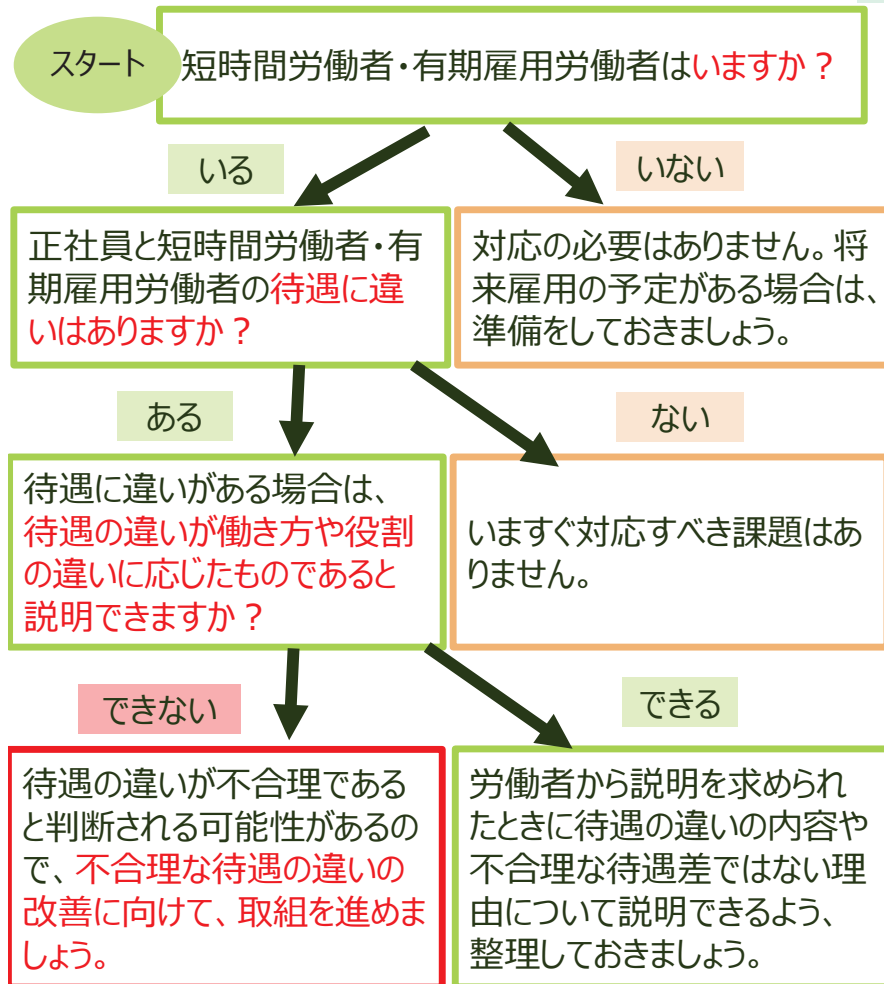 スタート
短時間労働者・有期雇用労働者はいますか？
いる
いない
正社員と短時間労働者・有
期雇用労働者の待遇に違
いはありますか？
対応の必要はありません。将
来雇用の予定がある場合は、
準備をしておきましょう。
ある
ない
待遇に違いがある場合は、
待遇の違いが働き方や役割
の違いに応じたものであると
説明できますか？
いますぐ対応すべき課題はあ
りません。
できない
できる
待遇の違いが不合理である
と判断される可能性があるの
で、不合理な待遇の違いの
改善に向けて、取組を進めま
しょう。
労働者から説明を求められ
たときに待遇の違いの内容や
不合理な待遇差ではない理
由について説明できるよう、
整理しておきましょう。